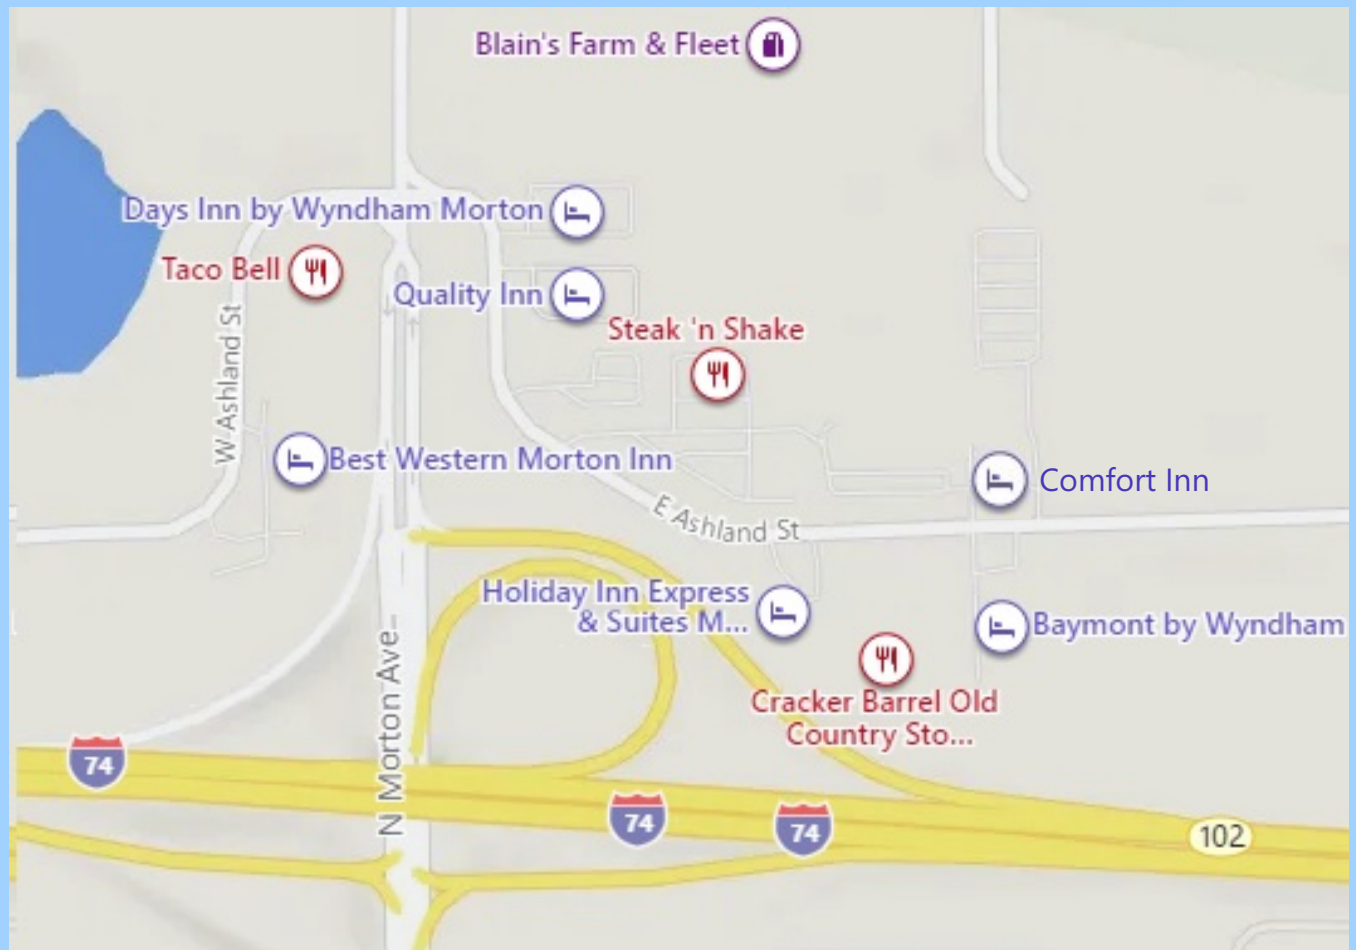 Blain's Farm & Fleet
Days Inn by Wyndham Morton
Taco Bell
Quality Inn
Steak 'n Shake
W Ashland St
Best Western Morton Inn
Comfort Inn
E Ashland St
Holiday Inn Express
& Suites M...
Baymont by Wyndham
Cracker Barrel Old
Country Sto...
N Morton Ave
74
74
74
102